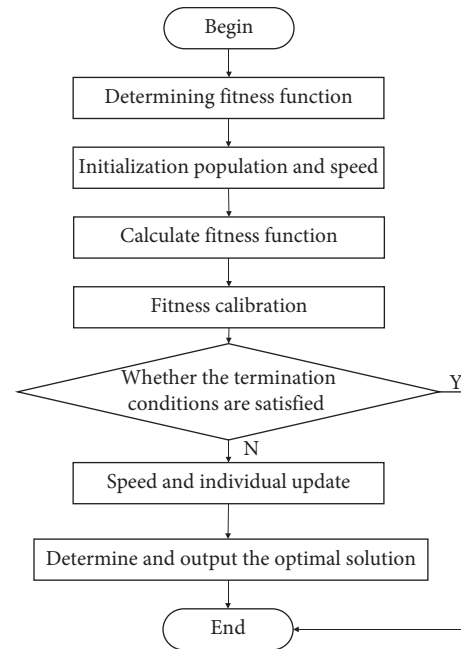 Begin
Determining fitness function
Initialization population and speed
Calculate fitness function
Fitness calibration
Whether the termination
conditions are satisfied
Y
N
Speed and individual update
Determine and output the optimal solution
End